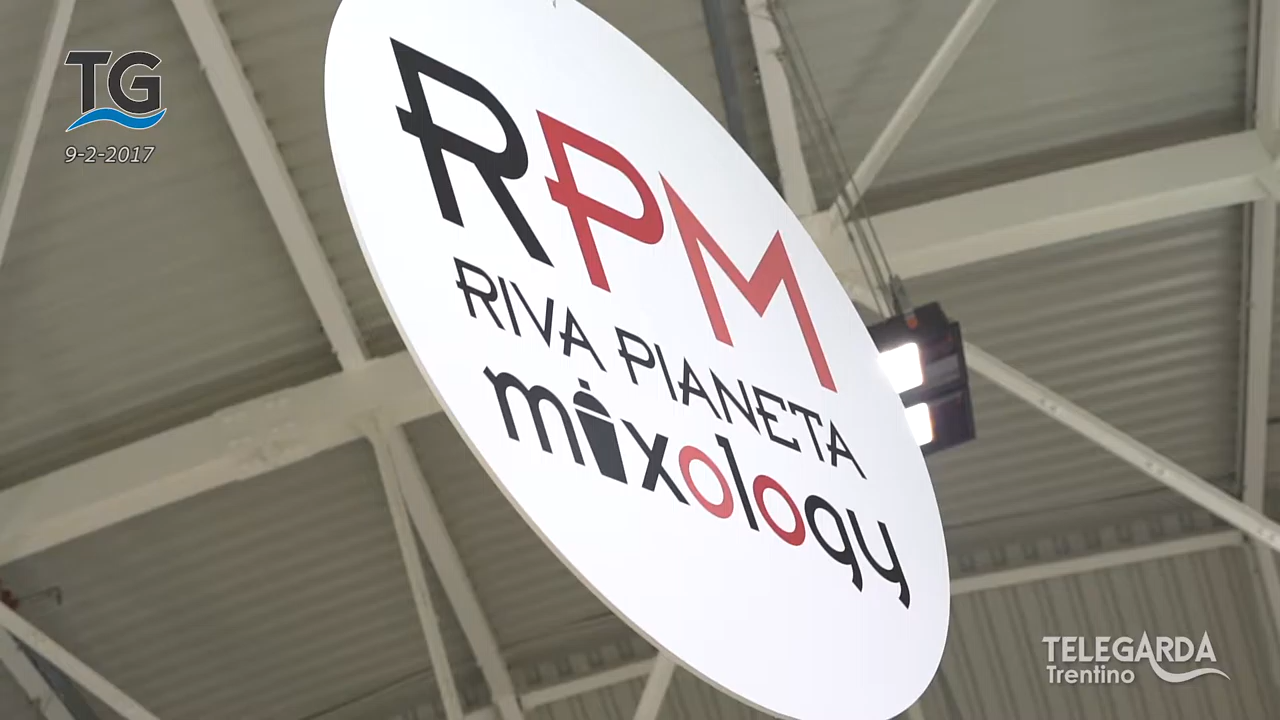 TG
9-2-2017
RPM
RIVA PIANETA
mixology
TELEGARDA
Trentino